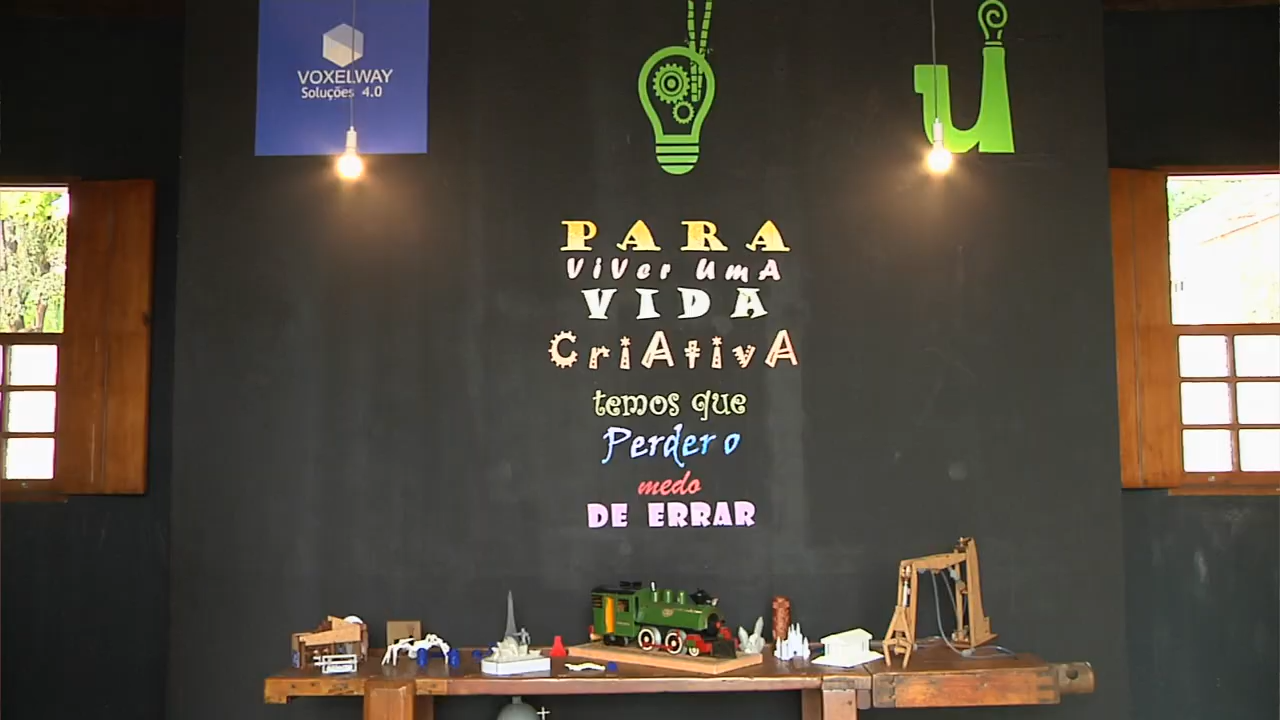 VOXELWAY
Soluções 4.0
u
PARA
ViVer UmA
VIDA
CriAtivA
temos que
Perder o
medo
DE ERRAR